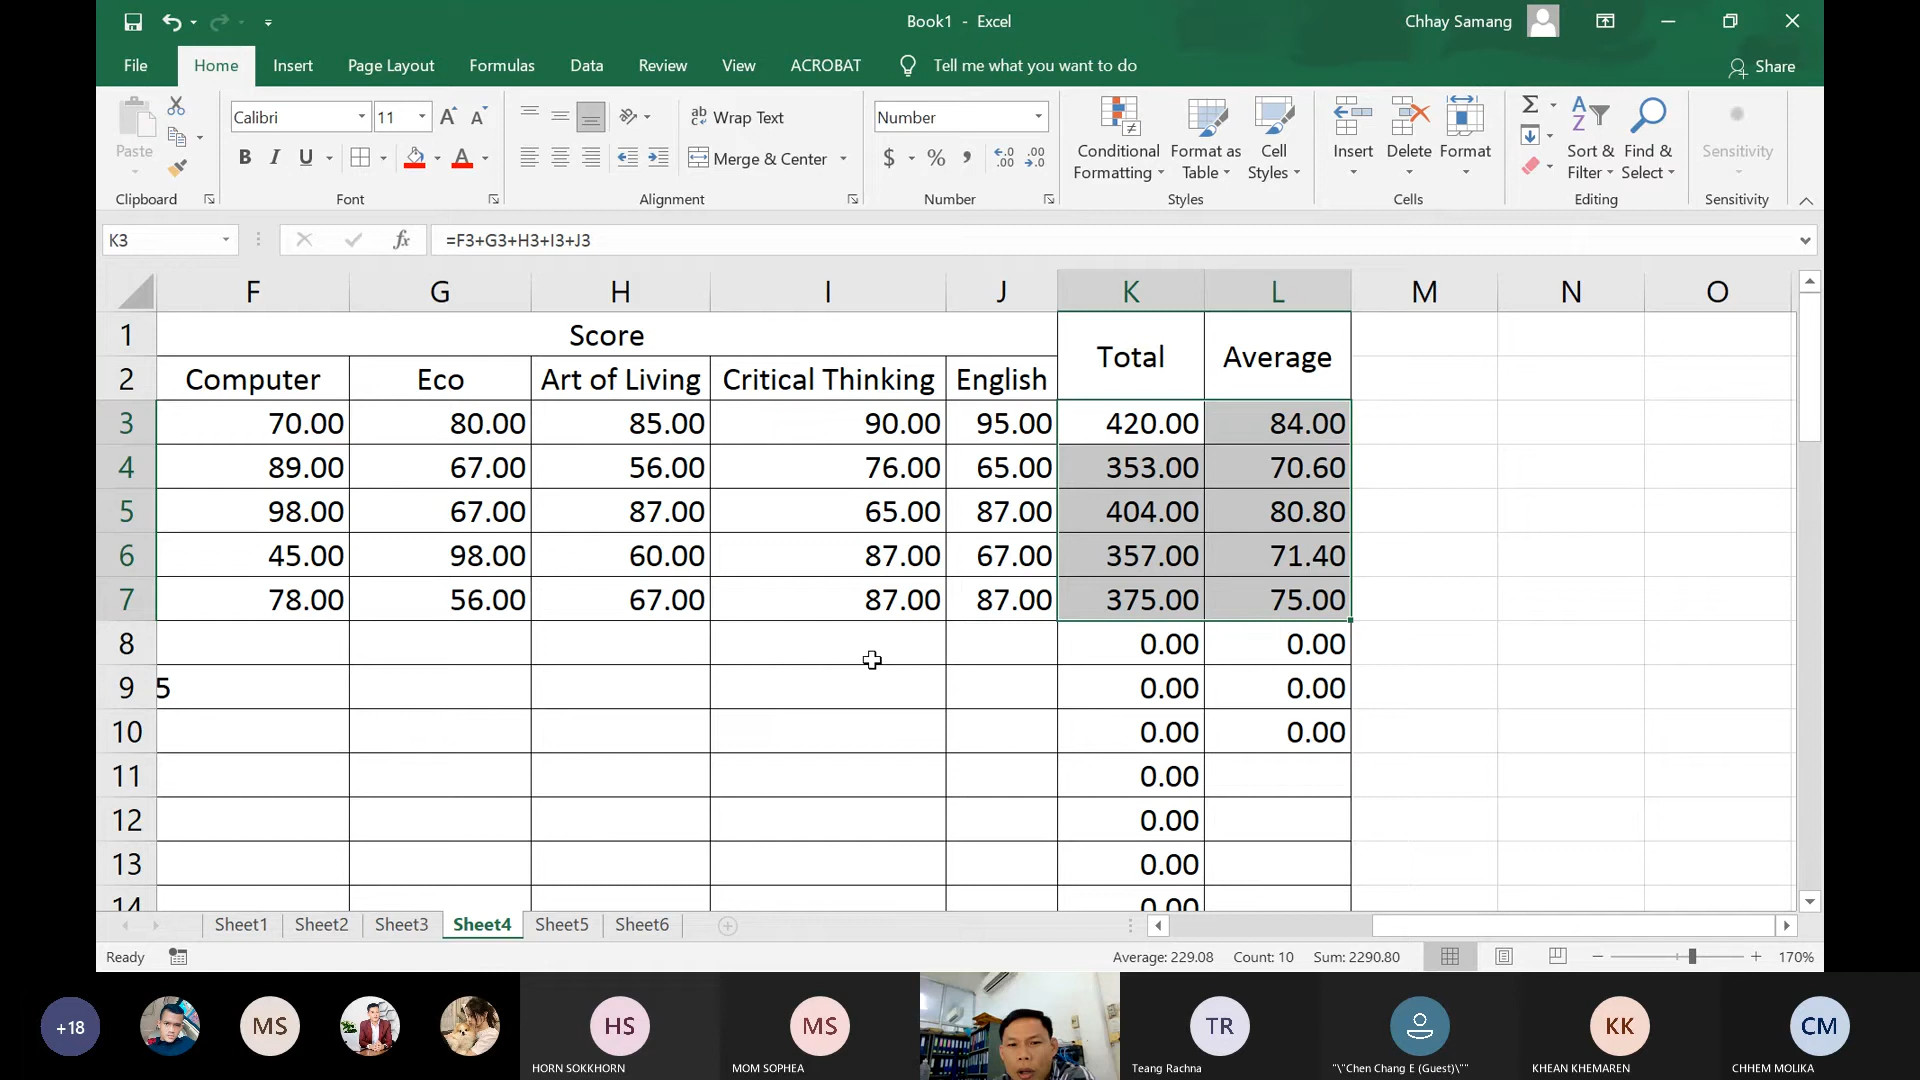 Book1 - Excel
Chhay Samang
File Home Insert Page Layout Formulas Data Review View ACROBAT Tell me what you want to do Share
Paste
Calibri 11
B I U
Wrap Text
Merge & Center
Number
$ % ,
Conditional Formatting
Format as Table
Cell Styles
Insert Delete Format
Sort & Filter
Find & Select
Sensitivity
Clipboard Font Alignment Number Styles Cells Editing Sensitivity
K3 fx =F3+G3+H3+I3+J3
F G H I J K L M N O
1 Score Total Average
2 Computer Eco Art of Living Critical Thinking English
3 70.00 80.00 85.00 90.00 95.00 420.00 84.00
4 89.00 67.00 56.00 76.00 65.00 353.00 70.60
5 98.00 67.00 87.00 65.00 87.00 404.00 80.80
6 45.00 98.00 60.00 87.00 67.00 357.00 71.40
7 78.00 56.00 67.00 87.00 87.00 375.00 75.00
8 0.00 0.00
9 5 0.00 0.00
10 0.00 0.00
11 0.00
12 0.00
13 0.00
14 0.00
Sheet1 Sheet2 Sheet3 Sheet4 Sheet5 Sheet6
Ready Average: 229.08 Count: 10 Sum: 2290.80 170%
+18 MS HS MS TR KK CM
HORN SOKKHORN MOM SOPHEA Teang Rachna "\"Chen Chang E (Guest)\"" KHEAN KHEMAREN CHHEM MOLIKA